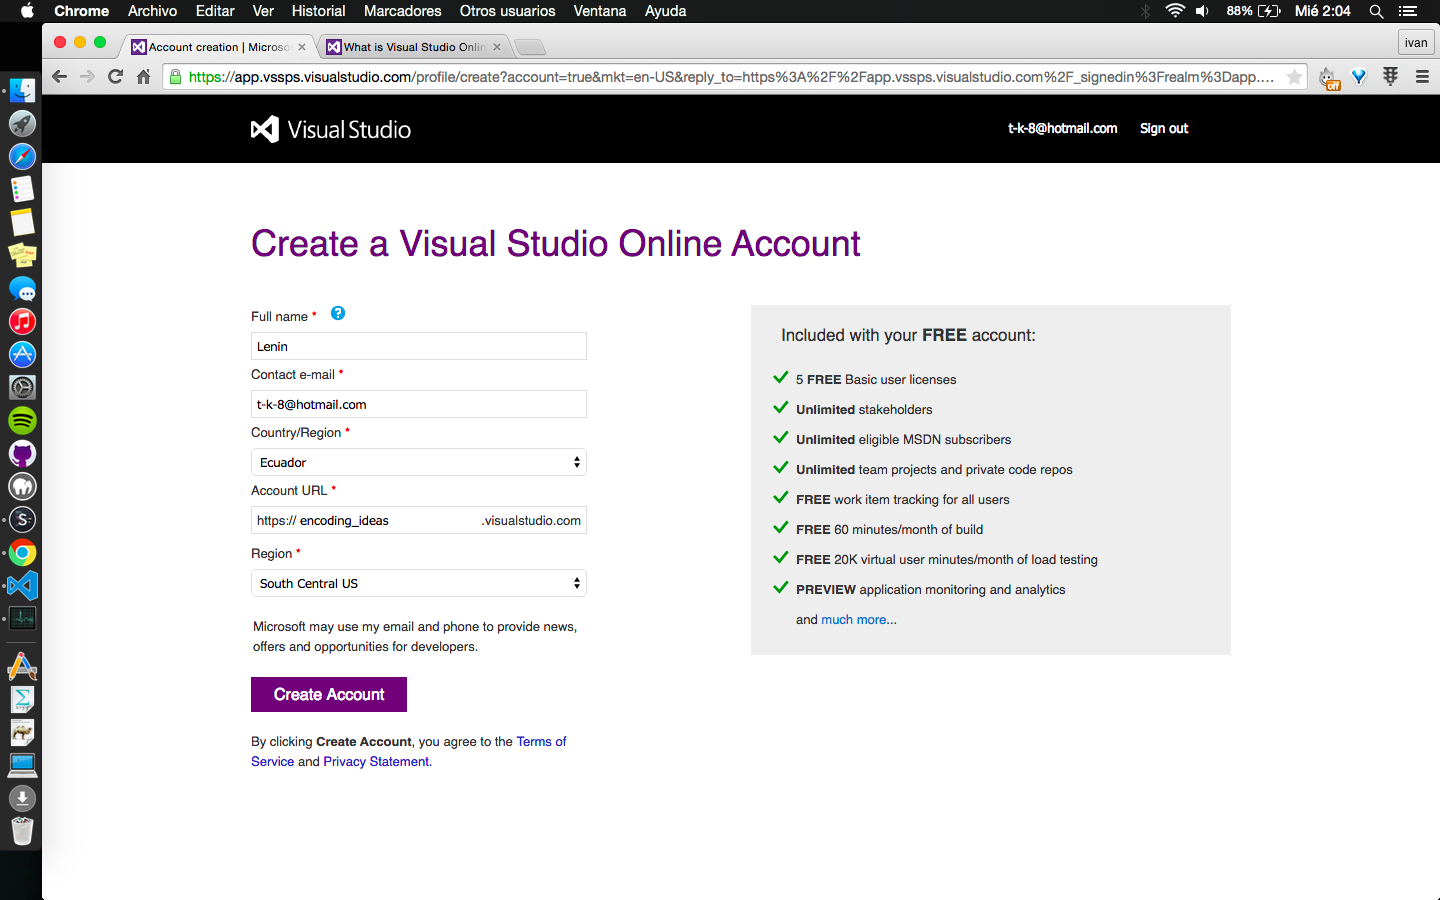 Chrome Archivo Editar Ver Historial Marcadores Otros usuarios Ventana Ayuda 88% Mié 2:04
Account creation | Microso What is Visual Studio Onlin ivan
https://app.vssps.visualstudio.com/profile/create?account=true&mkt=en-US&reply_to=https%3A%2F%2Fapp.vssps.visualstudio.com%2F_signedin%3Frealm%3Dapp.... off
Visual Studio t-k-8@hotmail.com Sign out
Create a Visual Studio Online Account
Full name * ?
Lenin
Contact e-mail *
t-k-8@hotmail.com
Country/Region *
Ecuador
Account URL *
https:// encoding_ideas .visualstudio.com
Region *
South Central US
Microsoft may use my email and phone to provide news,
offers and opportunities for developers.
Create Account
By clicking Create Account, you agree to the Terms of
Service and Privacy Statement.
Included with your FREE account:
5 FREE Basic user licenses
Unlimited stakeholders
Unlimited eligible MSDN subscribers
Unlimited team projects and private code repos
FREE work item tracking for all users
FREE 60 minutes/month of build
FREE 20K virtual user minutes/month of load testing
PREVIEW application monitoring and analytics
and much more...